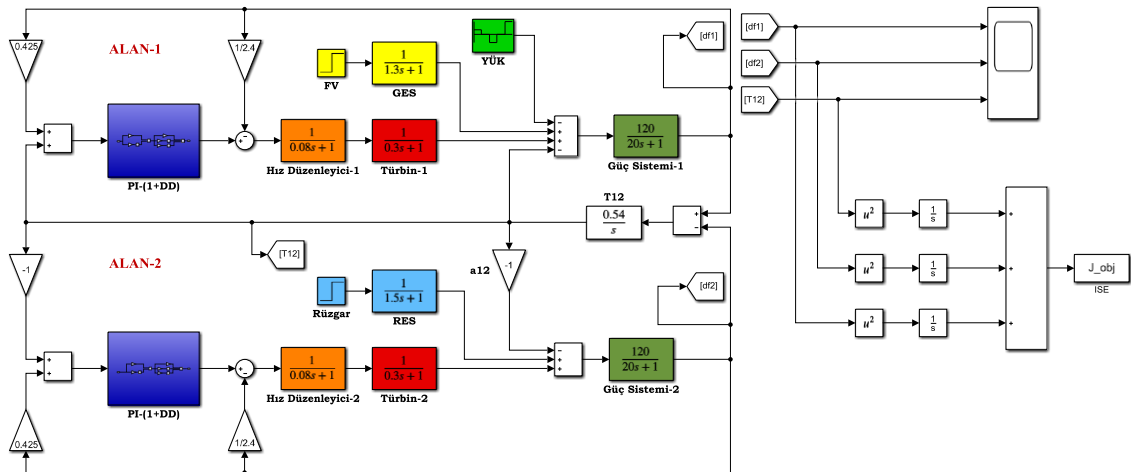 0.425
ALAN-1
1/2.4
FV
1
1.3s+1
GES
YÜK
[df1]
+
+
PI-(1+DD)
+
-
1
0.08s+1
Hız Düzenleyici-1
1
0.3s+1
Türbin-1
-
+
+
-
120
20s+1
Güç Sistemi-1
T12
0.54
s
+
-
[T12]
-1
ALAN-2
a12
-1
Rüzgar
1
1.5s+1
RES
[df2]
+
+
PI-(1+DD)
+
-
1
0.08s+1
Hız Düzenleyici-2
1
0.3s+1
Türbin-2
-
+
+
120
20s+1
Güç Sistemi-2
0.425
1/2.4
[df1]
[df2]
[T12]
u²
1
s
+
u²
1
s
+
u²
1
s
+
J_obj
ISE